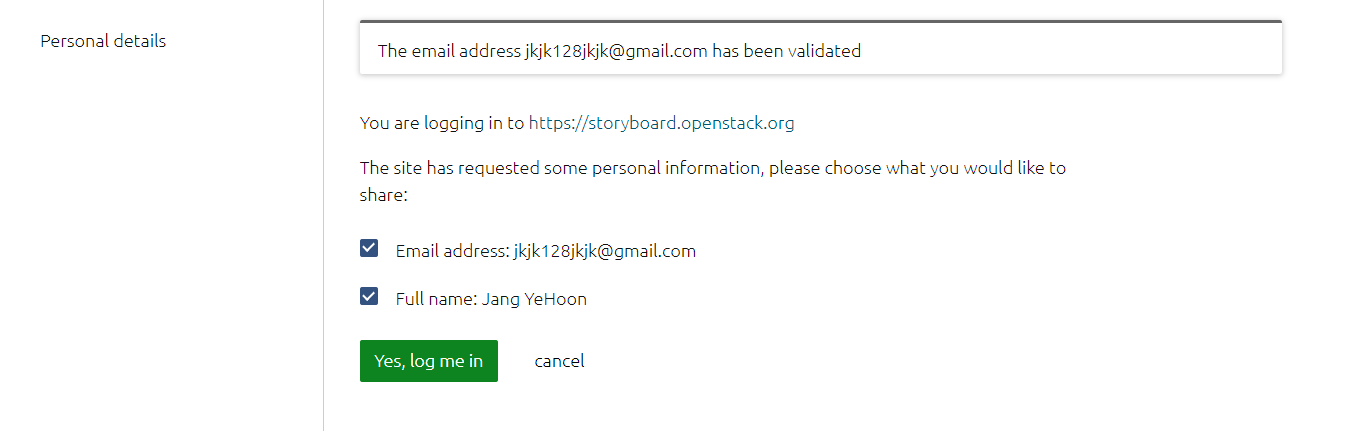 Personal details
The email address jkjk128jkjk@gmail.com has been validated
You are logging in to https://storyboard.openstack.org
The site has requested some personal information, please choose what you would like to
share:
Email address: jkjk128jkjk@gmail.com
Full name: Jang YeHoon
Yes, log me in cancel